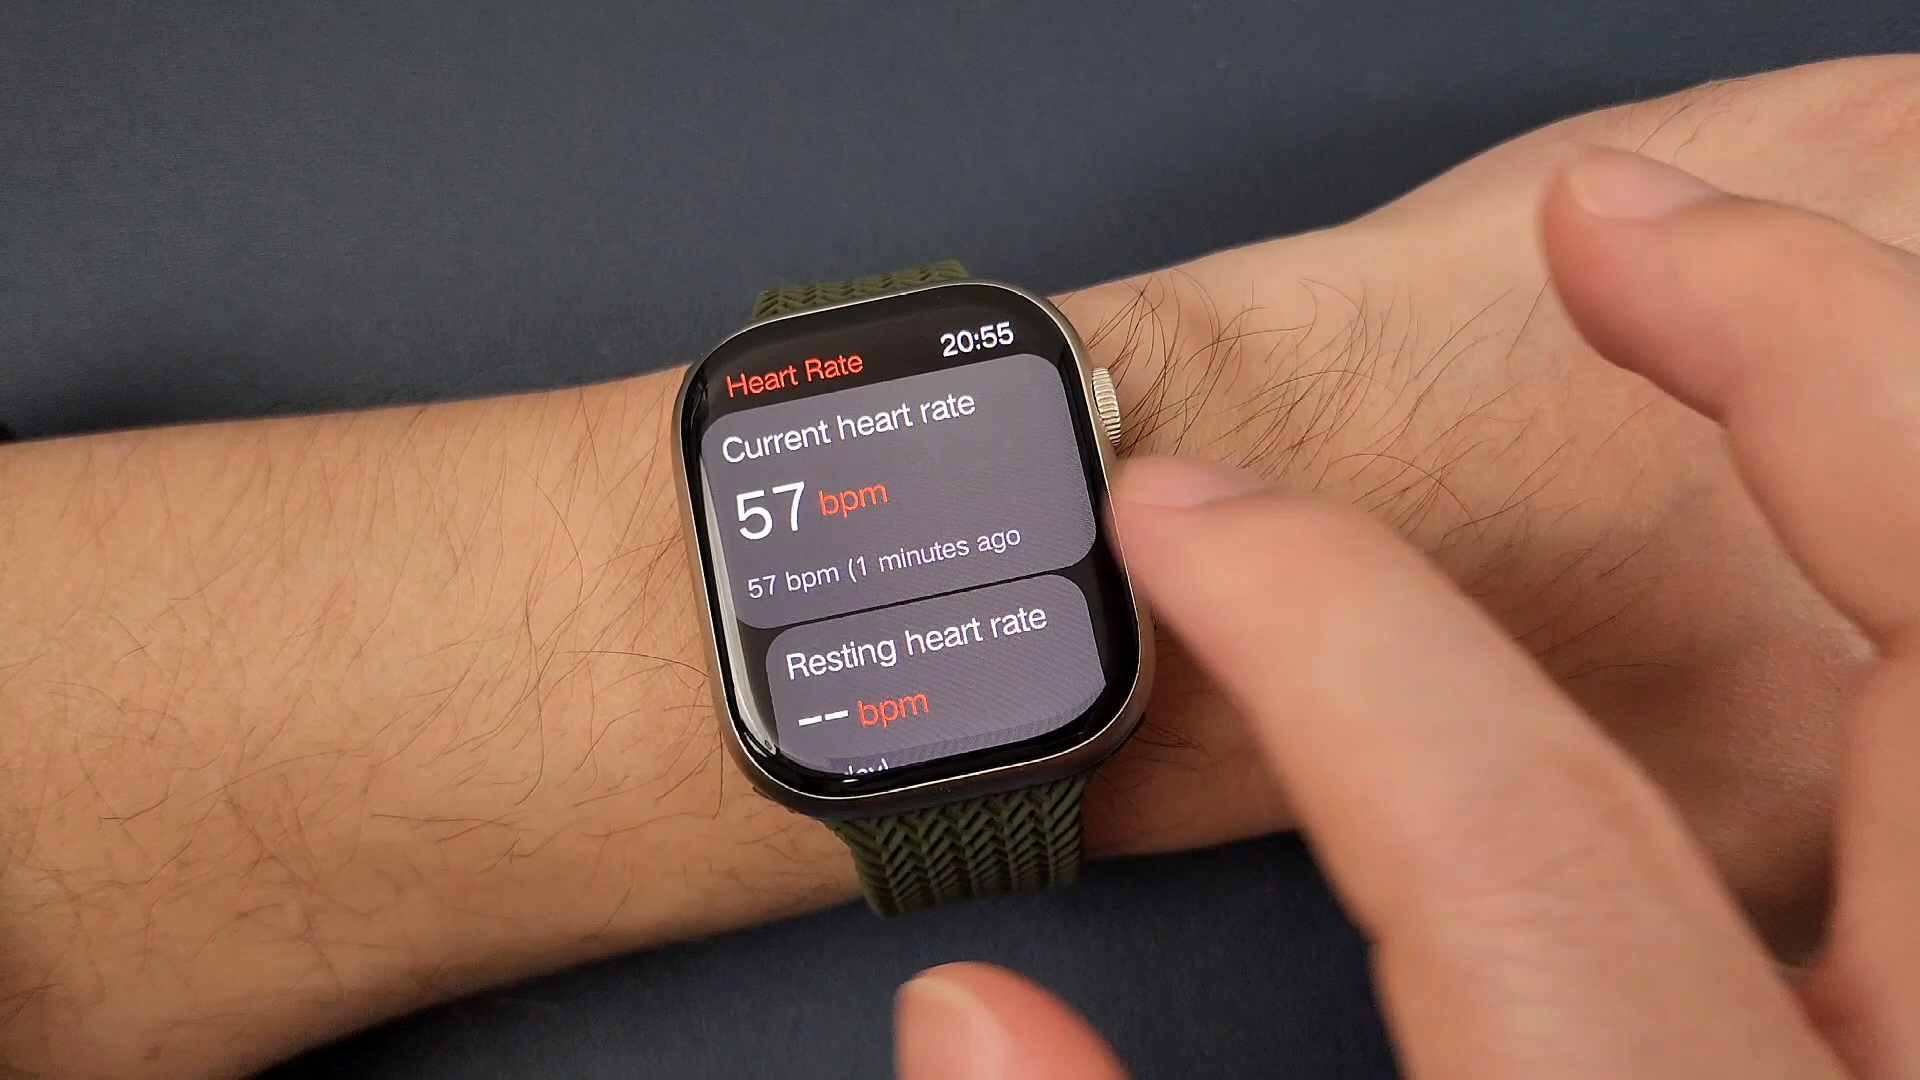 20:55
Heart Rate
Current heart rate
57 bpm
57 bpm (1 minutes ago
Resting heart rate
-- bpm